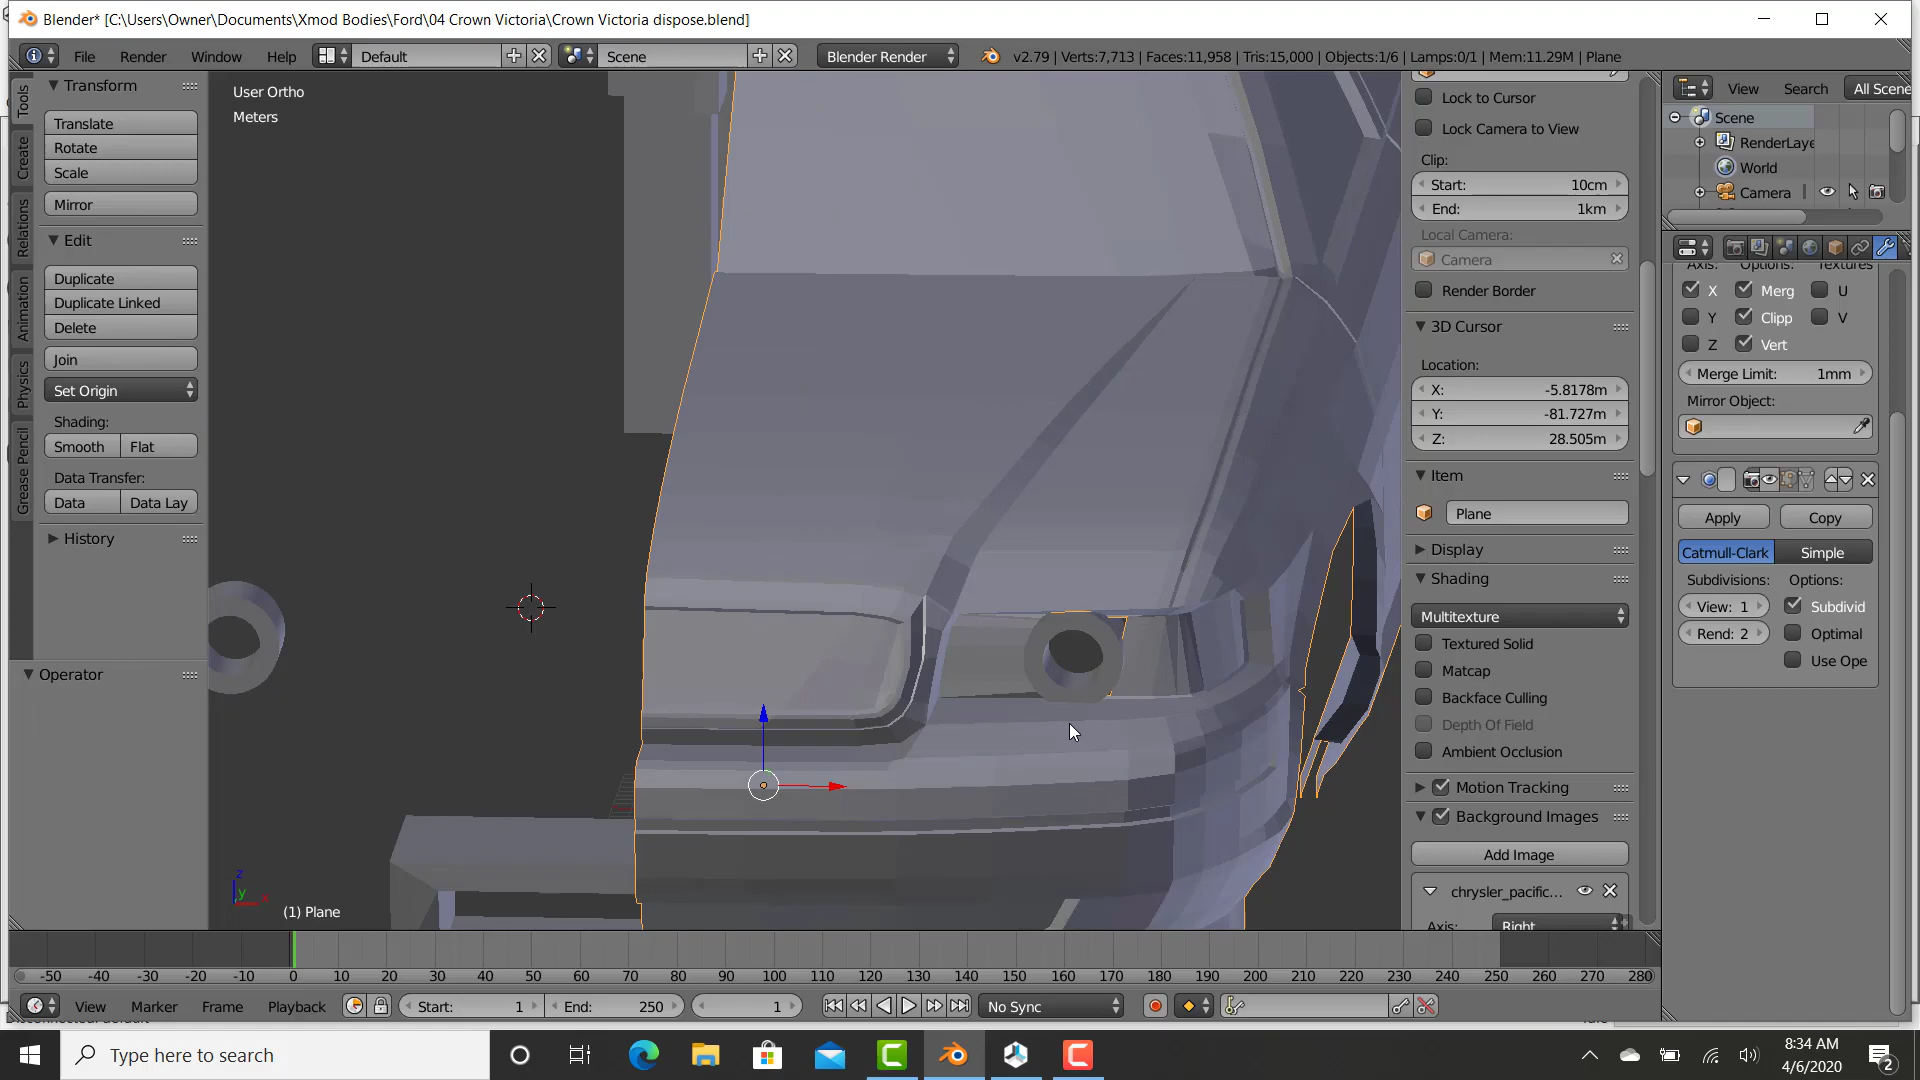 Blender* [C:\Users\Owner\Documents\Xmod Bodies\Ford\04 Crown Victoria\Crown Victoria dispose.blend]
File Render Window Help Default Scene Blender Render v2.79 | Verts:7,713 | Faces:11,958 | Tris:15,000 | Objects:1/6 | Lamps:0/1 | Mem:11.29M | Plane
Tools
Create
Relations
Animation
Physics
Grease Pencil
Transform
Translate
Rotate
Scale
Mirror
Edit
Duplicate
Duplicate Linked
Delete
Join
Set Origin
Shading:
Smooth Flat
Data Transfer:
Data Data Lay
History
Operator
User Ortho
Meters
(1) Plane
z
y
Lock to Cursor
Lock Camera to View
Clip:
Start: 10cm
End: 1km
Local Camera:
Camera
Render Border
3D Cursor
Location:
X: -5.8178m
Y: -81.727m
Z: 28.505m
Item
Plane
Display
Shading
Multitexture
Textured Solid
Matcap
Backface Culling
Depth Of Field
Ambient Occlusion
Motion Tracking
Background Images
Add Image
chrysler_pacific...
Axis: Right
View Search All Scene
Scene
RenderLaye
World
Camera
Axis: Options: Textures
X Merg U
Y Clipp V
Z Vert
Merge Limit: 1mm
Mirror Object:
Apply Copy
Catmull-Clark Simple
Subdivisions: Options:
View: 1 Subdivid
Rend: 2 Optimal
Use Ope
-50 -40 -30 -20 -10 0 10 20 30 40 50 60 70 80 90 100 110 120 130 140 150 160 170 180 190 200 210 220 230 240 250 260 270 280
View Marker Frame Playback Start: 1 End: 250 1 No Sync
Type here to search
8:34 AM
4/6/2020
2